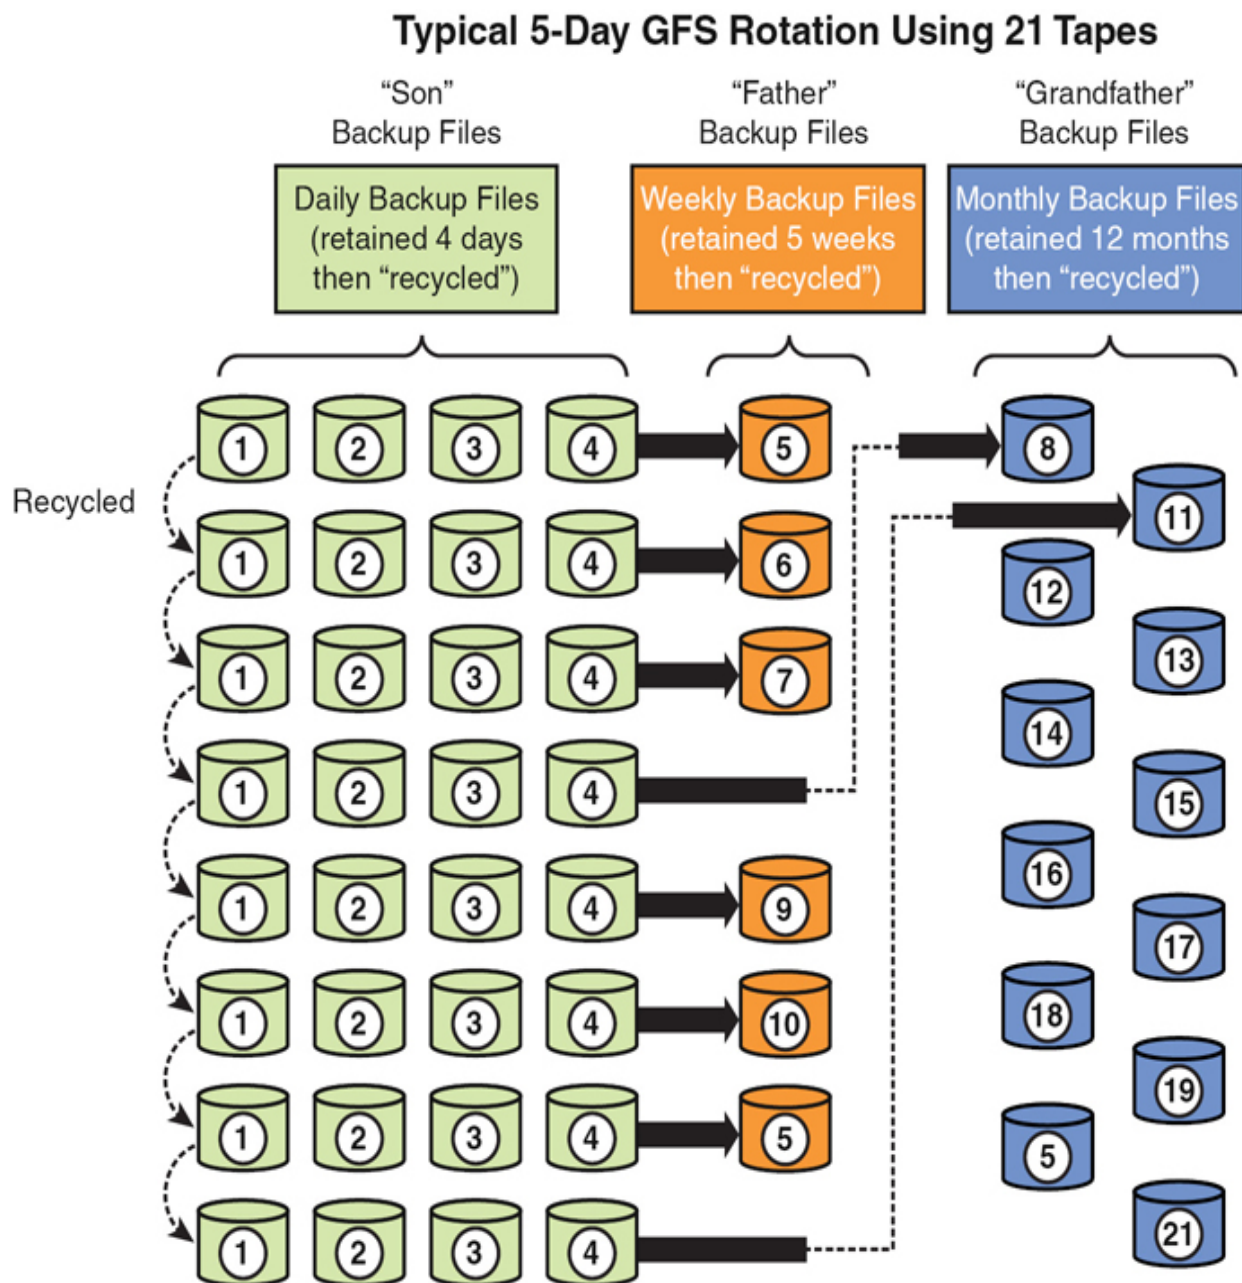 Typical 5-Day GFS Rotation Using 21 Tapes
“Son”
Backup Files
“Father”
Backup Files
“Grandfather”
Backup Files
Daily Backup Files
(retained 4 days
then “recycled”)
Weekly Backup Files
(retained 5 weeks
then “recycled”)
Monthly Backup Files
(retained 12 months
then “recycled”)
1 2 3 4 5 8
Recycled
11
1 2 3 4 6
12
1 2 3 4 7
13
14
1 2 3 4
15
16
1 2 3 4 9
17
1 2 3 4 10
18
19
1 2 3 4 5
5
21
1 2 3 4